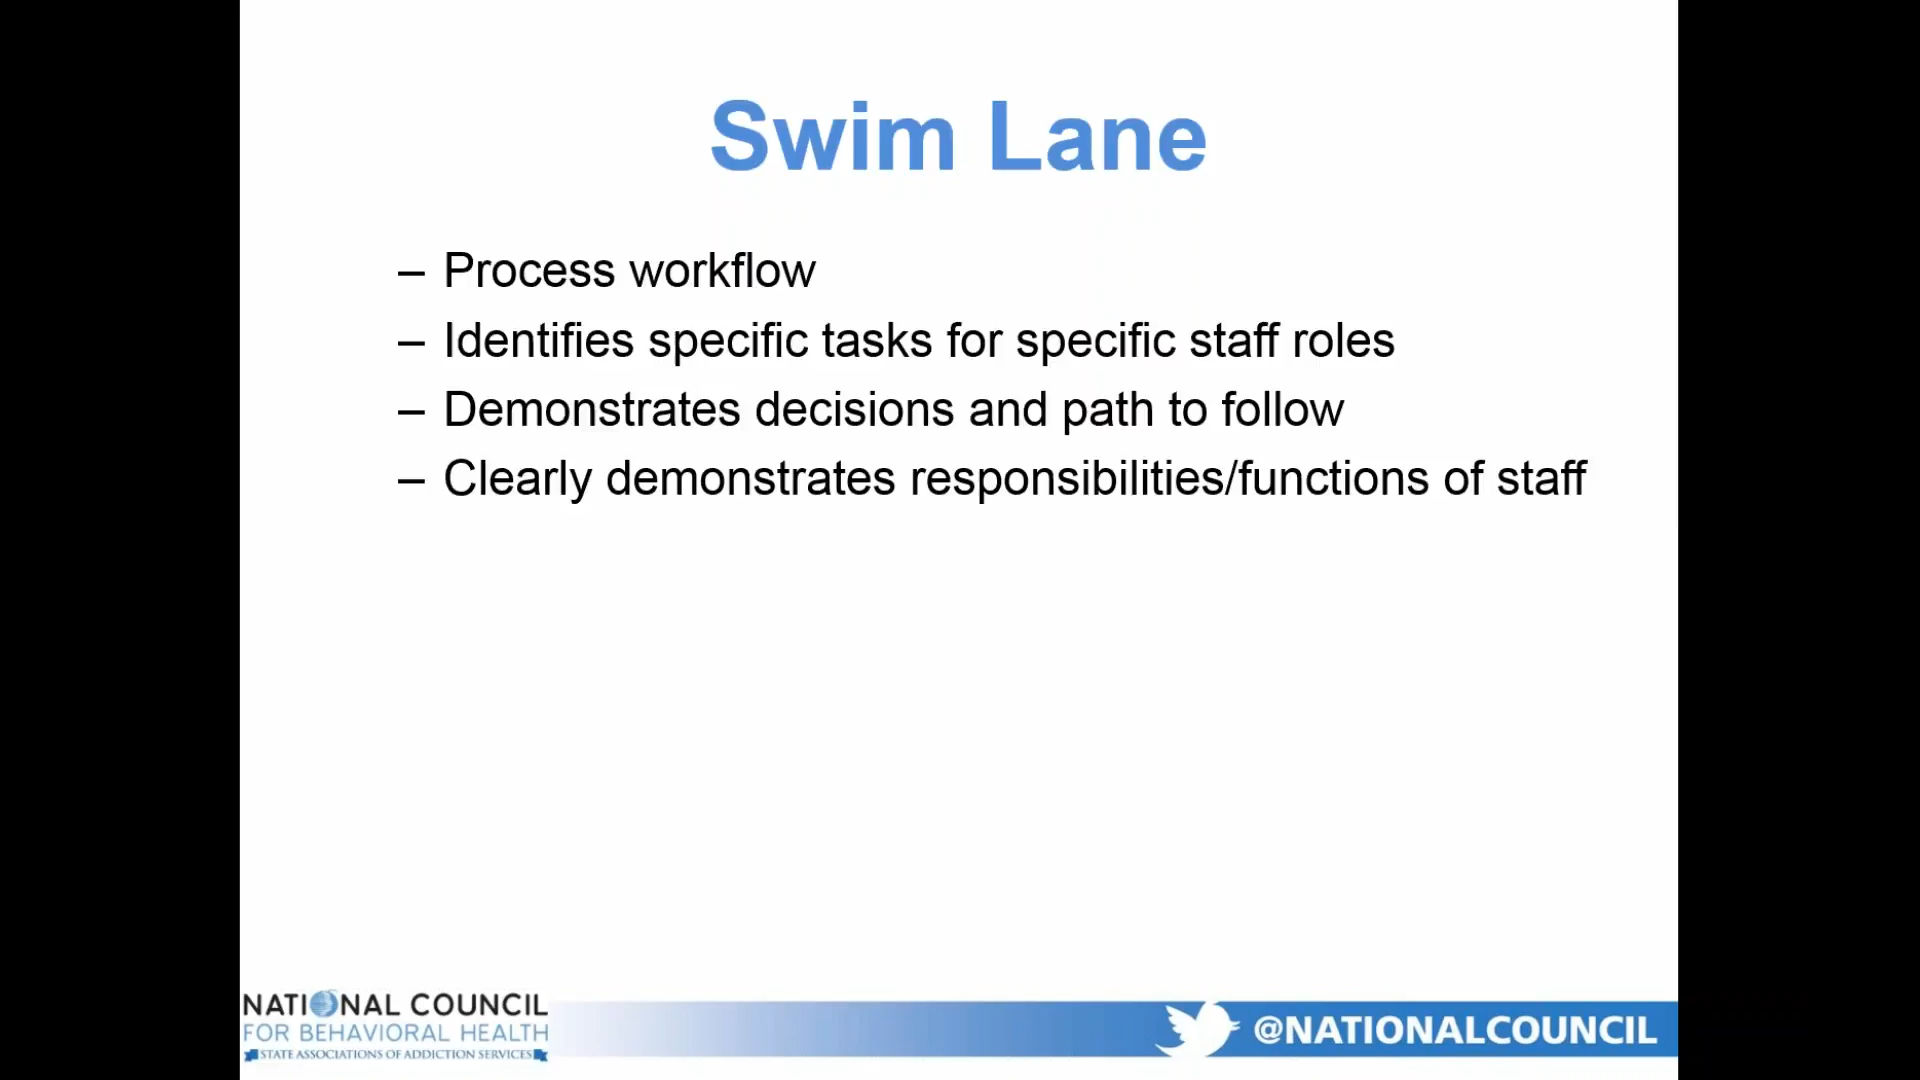 Swim Lane
– Process workflow
– Identifies specific tasks for specific staff roles
– Demonstrates decisions and path to follow
– Clearly demonstrates responsibilities/functions of staff
NATIONAL COUNCIL
FOR BEHAVIORAL HEALTH
STATE ASSOCIATIONS OF ADDICTION SERVICES
@NATIONALCOUNCIL